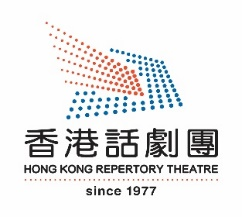 香港話劇團
HONG KONG REPERTORY THEATRE
since 1977